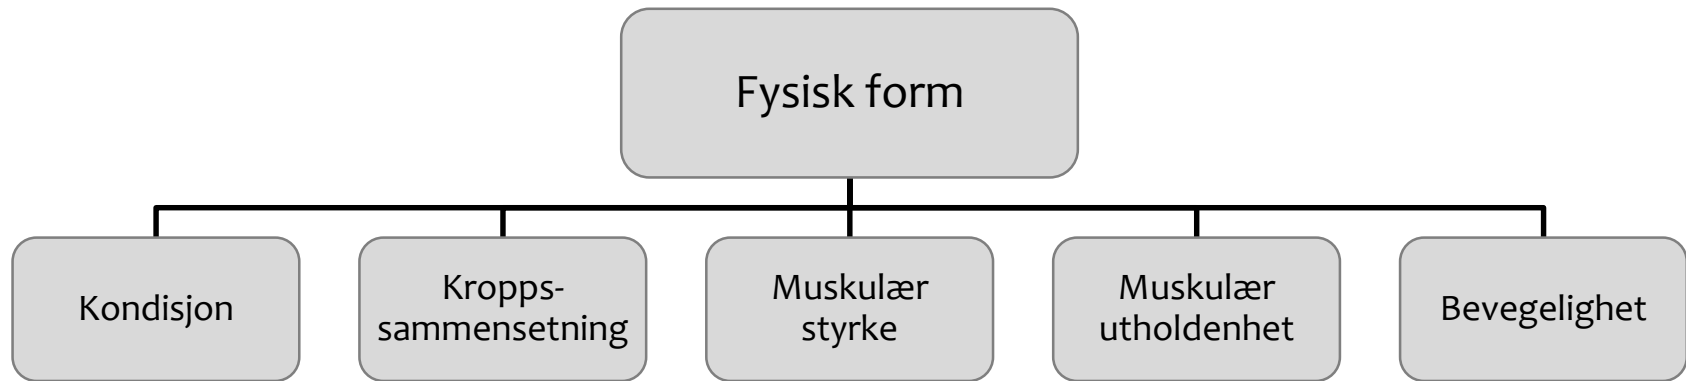 Fysisk form
Kondisjon
Kropps-
sammensetning
Muskulær
styrke
Muskulær
utholdenhet
Bevegelighet